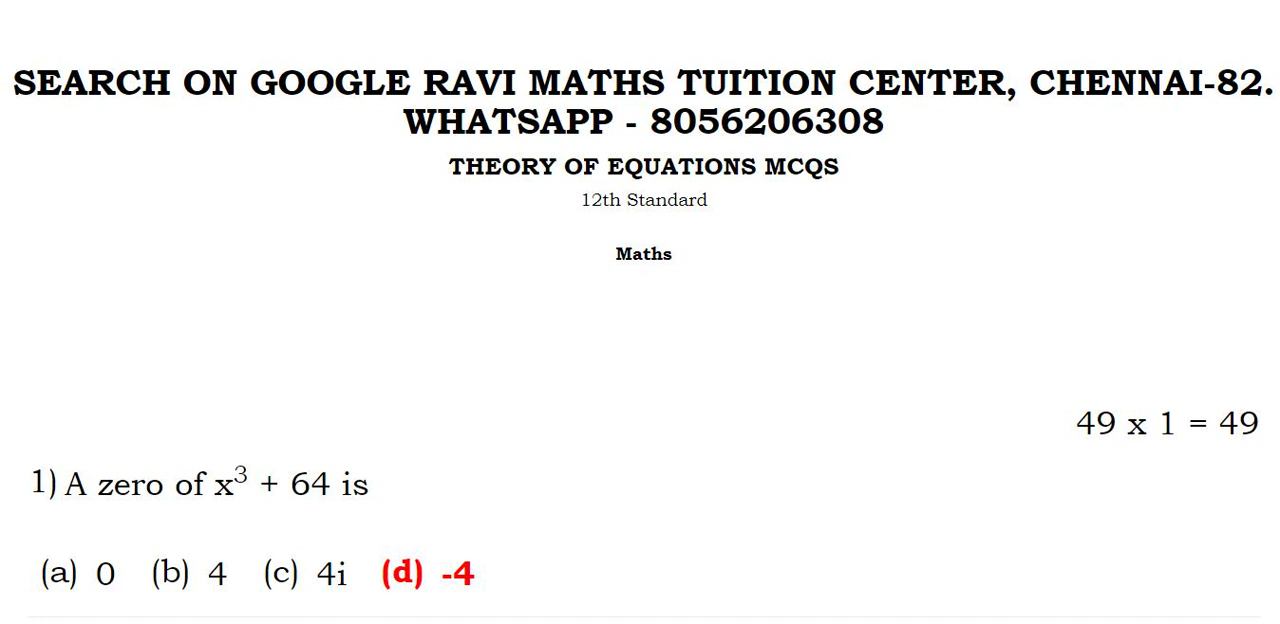 SEARCH ON GOOGLE RAVI MATHS TUITION CENTER, CHENNAI-82.
WHATSAPP - 8056206308
THEORY OF EQUATIONS MCQS
12th Standard
Maths
49 x 1 = 49
1) A zero of x³ + 64 is
(a) 0 (b) 4 (c) 4i (d) -4